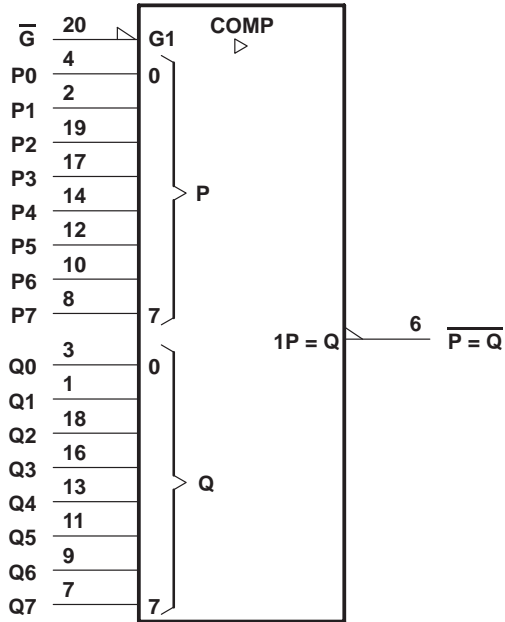 COMP
G̅ 20 G1
P0 4 0
P1 2
P2 19
P3 17
P4 14
P
P5 12
P6 10
P7 8 7
1P = Q 6 P̅ ̅=̅ ̅Q̅
Q0 3 0
Q1 1
Q2 18
Q3 16
Q
Q4 13
Q5 11
Q6 9
Q7 7 7